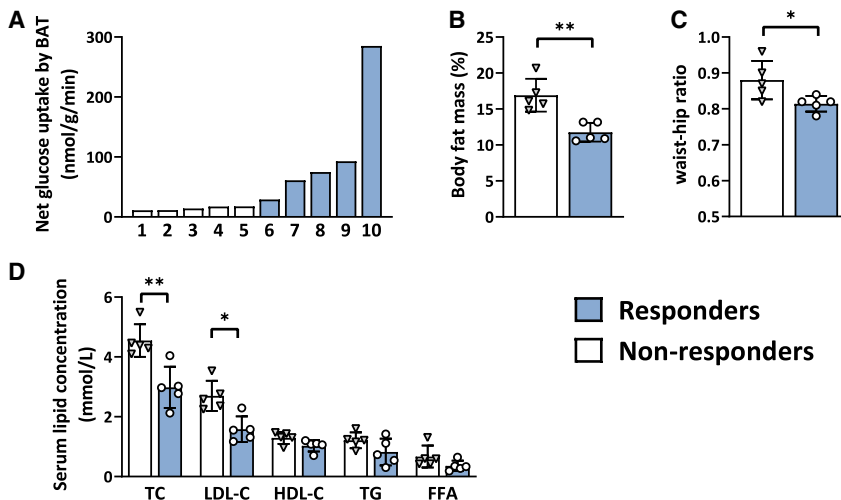 A
Net glucose uptake by BAT
(nmol/g/min)
300
200
100
0
1 2 3 4 5 6 7 8 9 10
B
Body fat mass (%)
25
20
15
10
5
0
**
C
waist-hip ratio
1.0
0.9
0.8
0.7
0.6
0.5
*
D
Serum lipid concentration
(mmol/L)
6
4
2
0
**
*
TC LDL-C HDL-C TG FFA
Responders
Non-responders